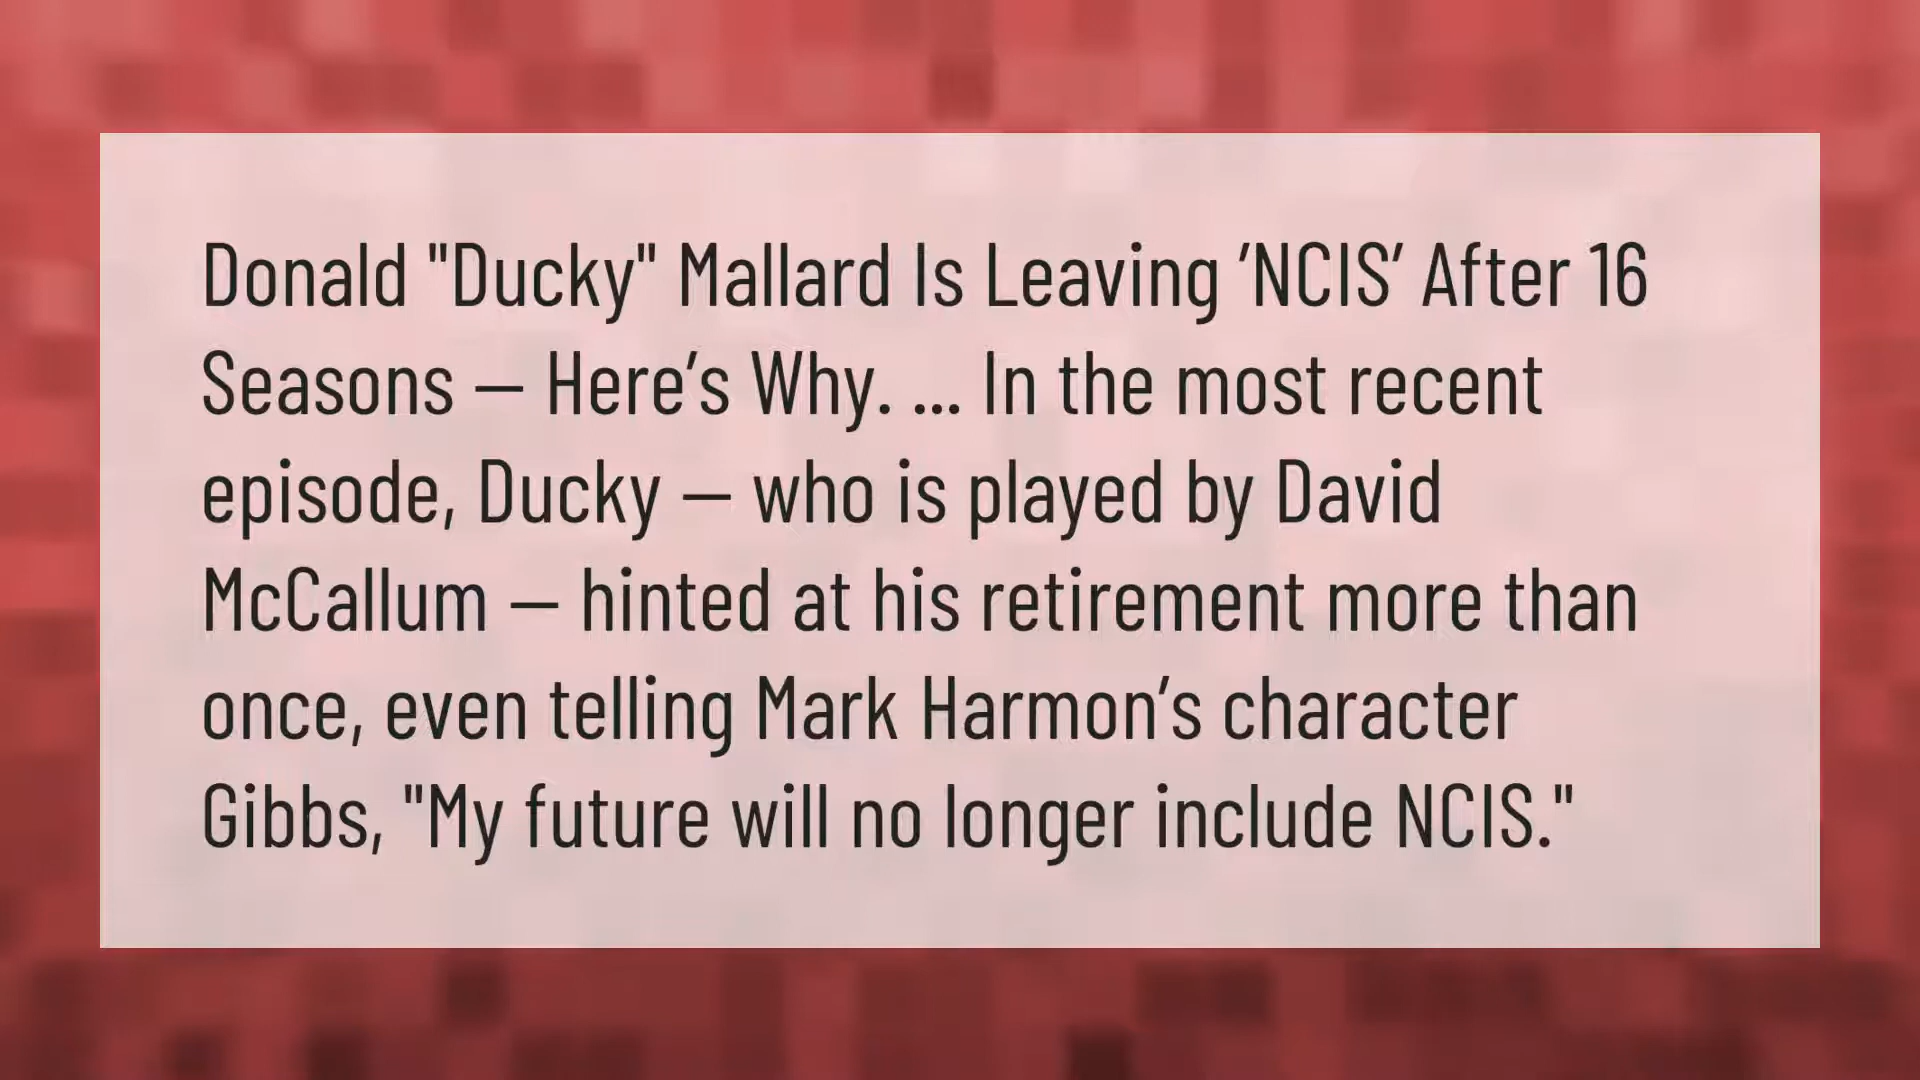 Donald "Ducky" Mallard Is Leaving ‘NCIS’ After 16
Seasons — Here’s Why. ... In the most recent
episode, Ducky — who is played by David
McCallum — hinted at his retirement more than
once, even telling Mark Harmon’s character
Gibbs, "My future will no longer include NCIS."